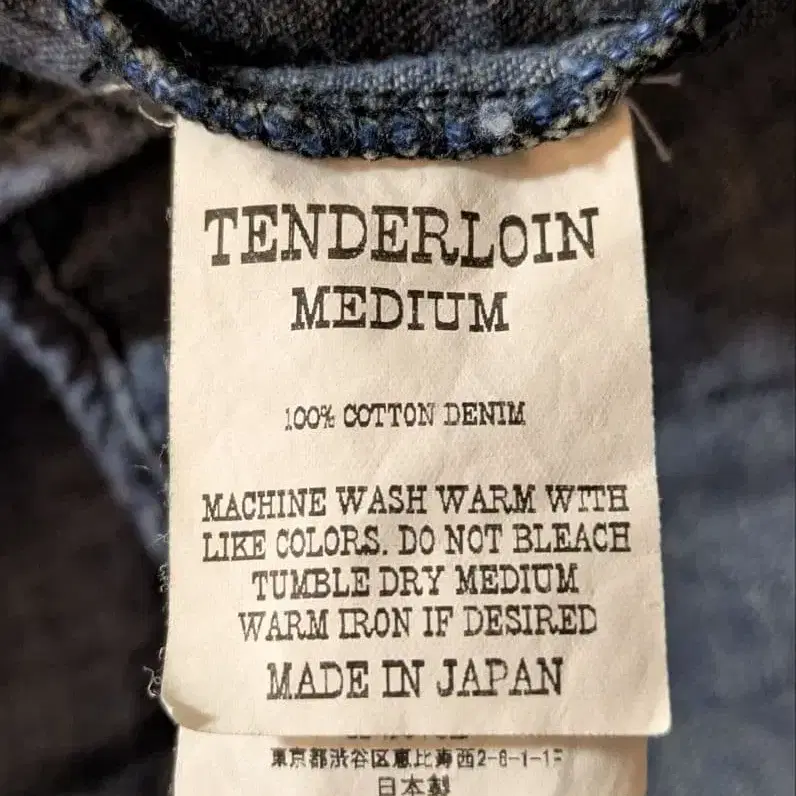 TENDERLOIN
MEDIUM
100% COTTON DENIM
MACHINE WASH WARM WITH
LIKE COLORS. DO NOT BLEACH
TUMBLE DRY MEDIUM
WARM IRON IF DESIRED
MADE IN JAPAN
東京都渋谷区恵比寿西2-8-1-1F
日本製